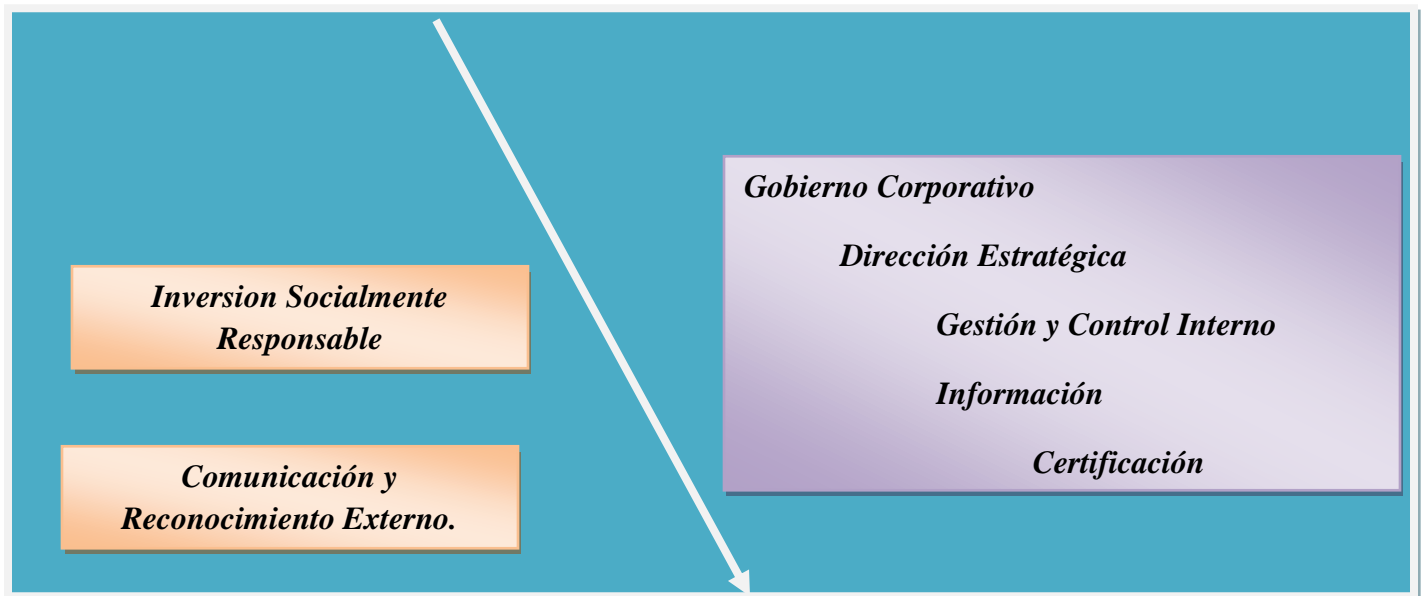 Inversion Socialmente
Responsable
Comunicación y
Reconocimiento Externo.
Gobierno Corporativo
Dirección Estratégica
Gestión y Control Interno
Información
Certificación